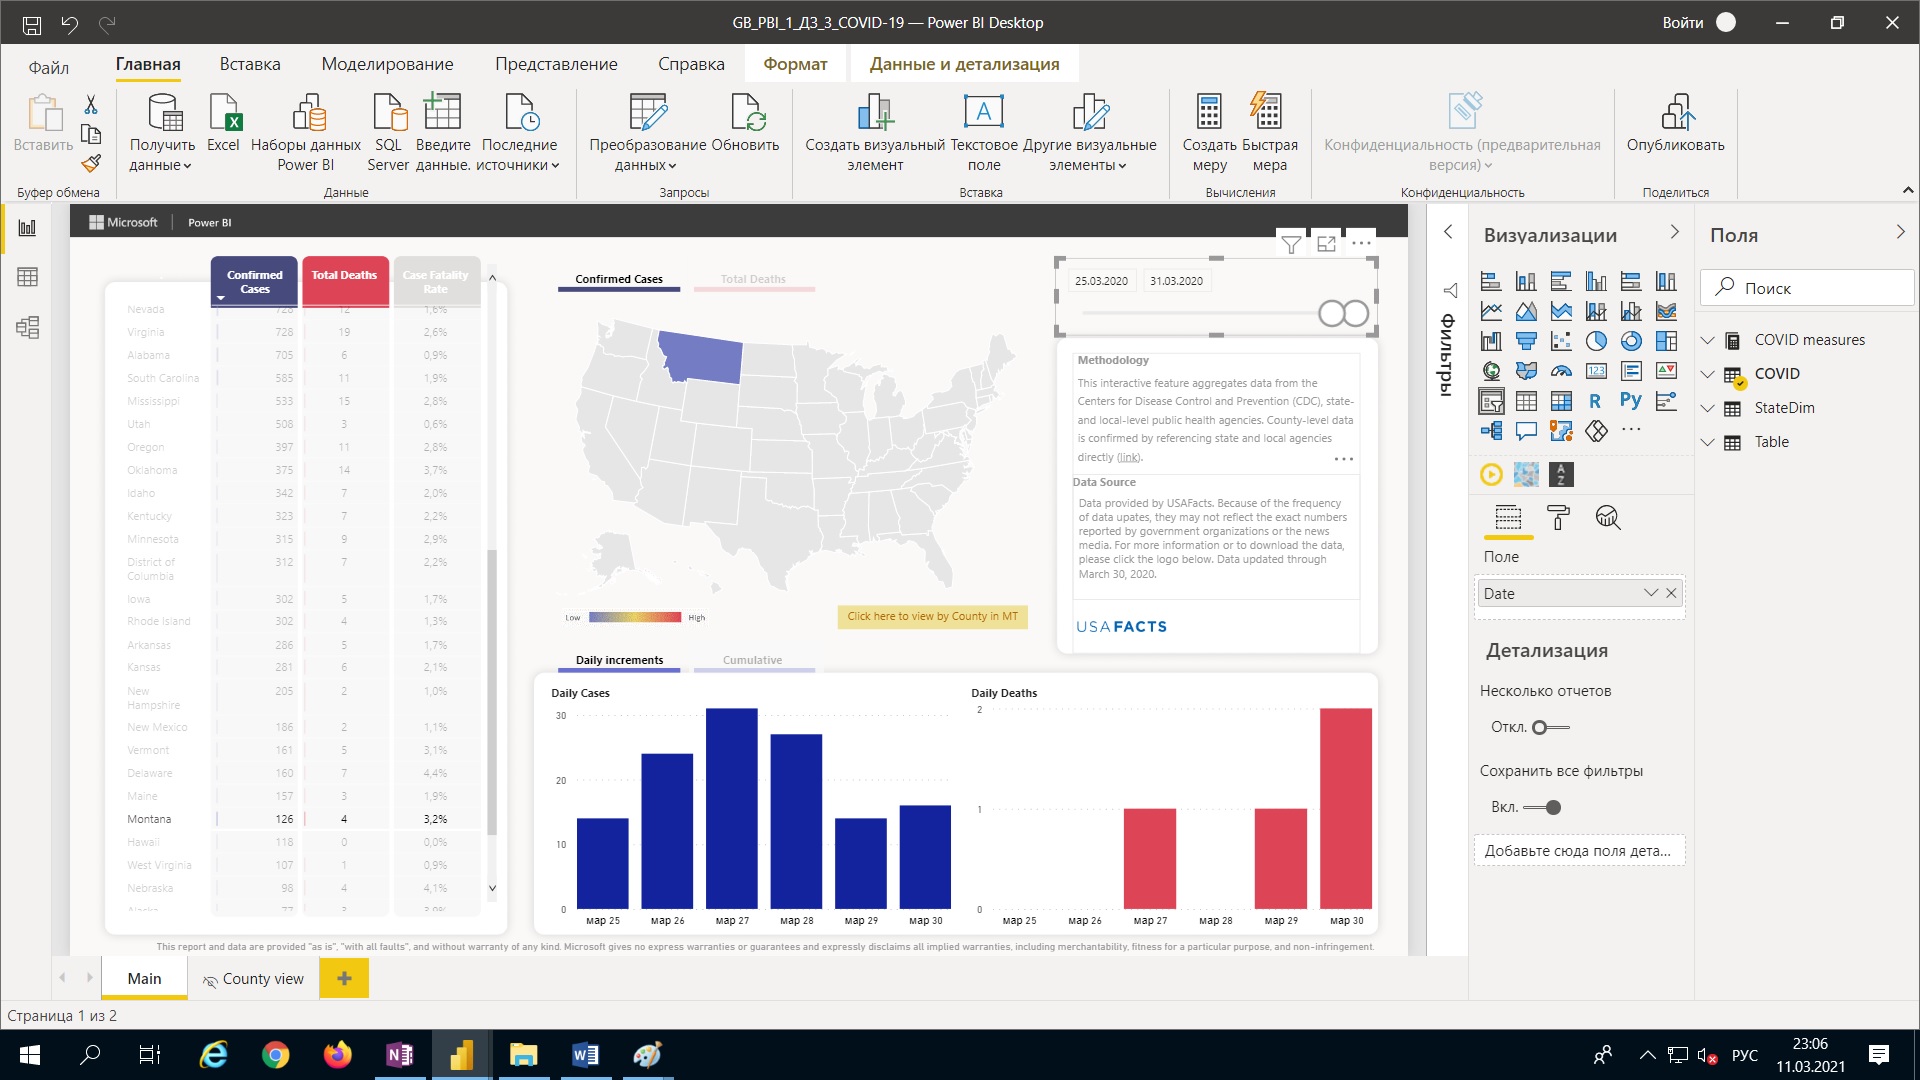 GB_PBI_1_ДЗ_3_COVID-19 — Power BI Desktop
Войти
Файл
Главная
Вставка
Моделирование
Представление
Справка
Формат
Данные и детализация
Вставить
Получить данные
Excel
Наборы данных Power BI
SQL Server
Введите данные.
Последние источники
Преобразование данных
Обновить
Создать визуальный элемент
Текстовое поле
Другие визуальные элементы
Создать меру
Быстрая мера
Конфиденциальность (предварительная версия)
Опубликовать
Буфер обмена
Данные
Запросы
Вставка
Вычисления
Конфиденциальность
Поделиться
Microsoft
Power BI
Confirmed Cases
Total Deaths
Case Fatality Rate
Nevada 728 12 1,6%
Virginia 728 19 2,6%
Alabama 705 6 0,9%
South Carolina 585 11 1,9%
Mississippi 533 15 2,8%
Utah 508 3 0,6%
Oregon 397 11 2,8%
Oklahoma 375 14 3,7%
Idaho 342 7 2,0%
Kentucky 323 7 2,2%
Minnesota 315 9 2,9%
District of Columbia 312 7 2,2%
Iowa 302 5 1,7%
Rhode Island 302 4 1,3%
Arkansas 286 5 1,7%
Kansas 281 6 2,1%
New Hampshire 205 2 1,0%
New Mexico 186 2 1,1%
Vermont 161 5 3,1%
Delaware 160 7 4,4%
Maine 157 3 1,9%
Montana 126 4 3,2%
Hawaii 118 0 0,0%
West Virginia 107 1 0,9%
Nebraska 98 4 4,1%
Alaska 77 3 3,9%
Confirmed Cases
Total Deaths
Low
High
Click here to view by County in MT
25.03.2020
31.03.2020
Methodology
This interactive feature aggregates data from the
Centers for Disease Control and Prevention (CDC), state-
and local-level public health agencies. County-level data
is confirmed by referencing state and local agencies
directly (link).
Data Source
Data provided by USAFacts. Because of the frequency
of data upates, they may not reflect the exact numbers
reported by government organizations or the news
media. For more information or to download the data,
please click the logo below. Data updated through
March 30, 2020.
USAFACTS
Daily increments
Cumulative
Daily Cases
30
20
10
0
мар 25 мар 26 мар 27 мар 28 мар 29 мар 30
Daily Deaths
2
1
0
мар 25 мар 26 мар 27 мар 28 мар 29 мар 30
This report and data are provided "as is", "with all faults", and without warranty of any kind. Microsoft gives no express warranties or guarantees and expressly disclaims all implied warranties, including merchantability, fitness for a particular purpose, and non-infringement.
Фильтры
Визуализации
123
R
Py
A
Z
Поле
Date
Детализация
Несколько отчетов
Откл.
Сохранить все фильтры
Вкл.
Добавьте сюда поля дета...
Поля
Поиск
COVID measures
COVID
StateDim
Table
Main
County view
Страница 1 из 2
РУС
23:06
11.03.2021